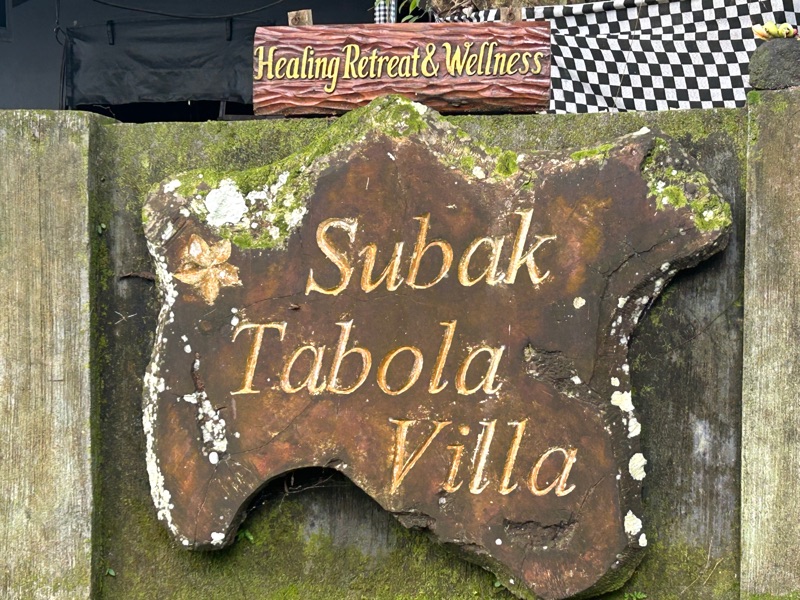 Healing Retreat & Wellness
Subak
Tabola
Villa